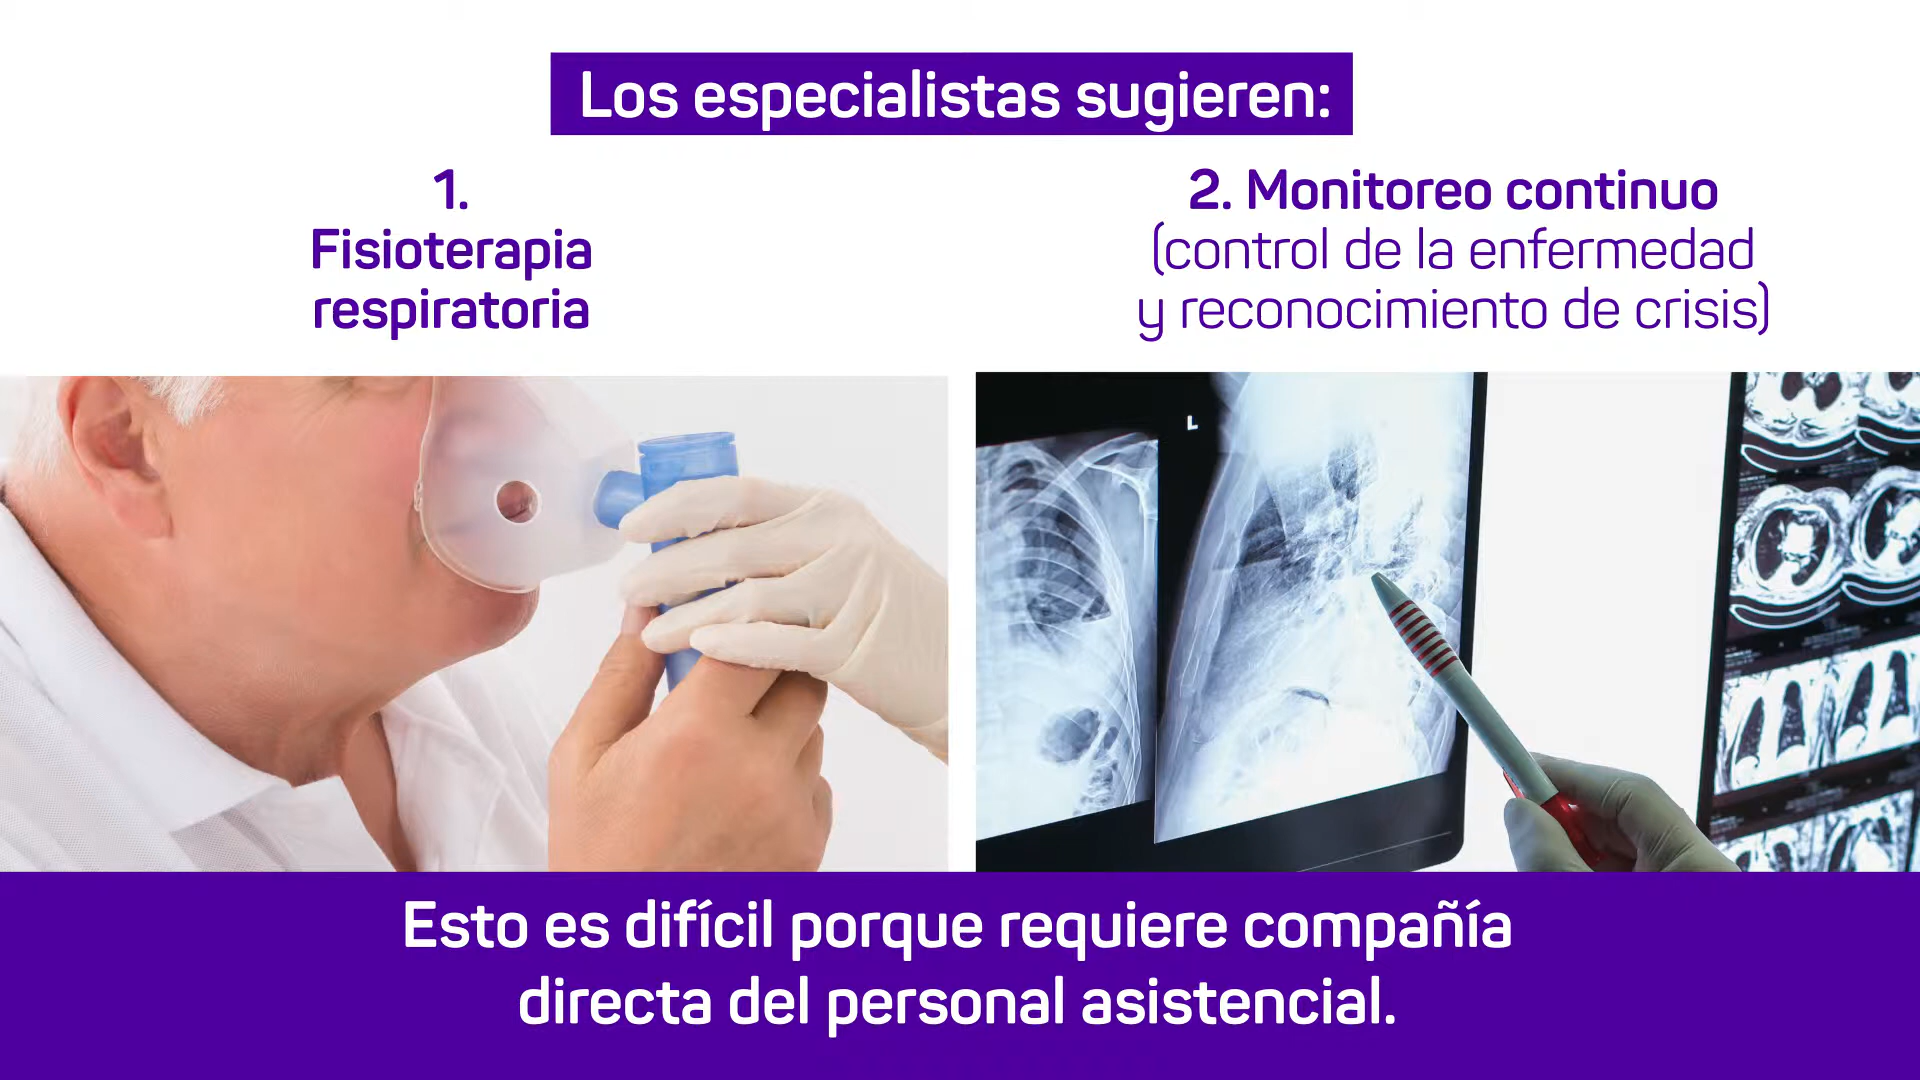 Los especialistas sugieren:
1.
Fisioterapia
respiratoria
2. Monitoreo continuo
(control de la enfermedad
y reconocimiento de crisis)
L
Esto es difícil porque requiere compañía
directa del personal asistencial.